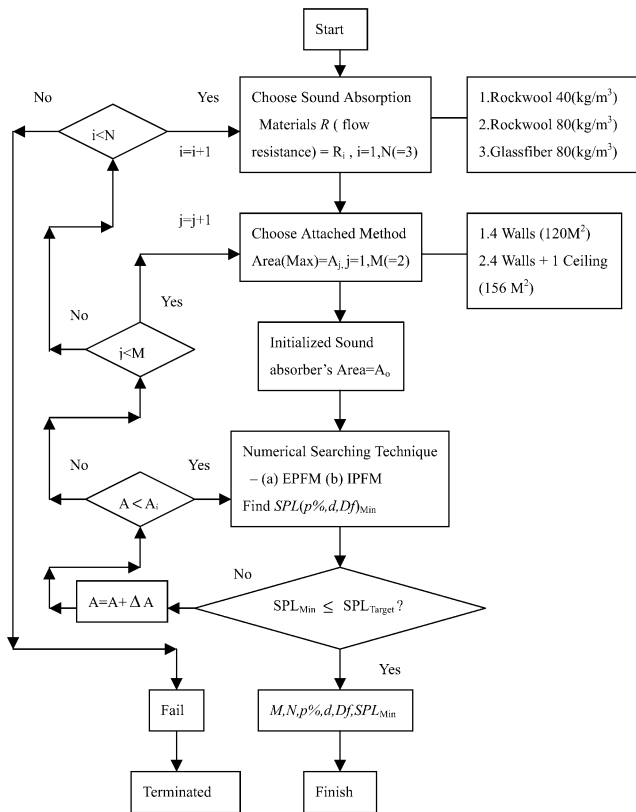 Start
No
Yes
i<N
i=i+1
Choose Sound Absorption
Materials R ( flow
resistance) = Rᵢ , i=1,N(=3)
1.Rockwool 40(kg/m³)
2.Rockwool 80(kg/m³)
3.Glassfiber 80(kg/m³)
j=j+1
Choose Attached Method
Area(Max)=Aⱼ, j=1,M(=2)
1.4 Walls (120M²)
2.4 Walls + 1 Ceiling
(156 M²)
No
Yes
j<M
Initialized Sound
absorber's Area=Aₒ
No
Yes
A<Aᵢ
Numerical Searching Technique
– (a) EPFM (b) IPFM
Find SPL(p%,d,Df)Min
No
A=A+ΔA
SPLMin ≤ SPLTarget?
Yes
Fail
M,N,p%,d,Df,SPLMin
Terminated
Finish